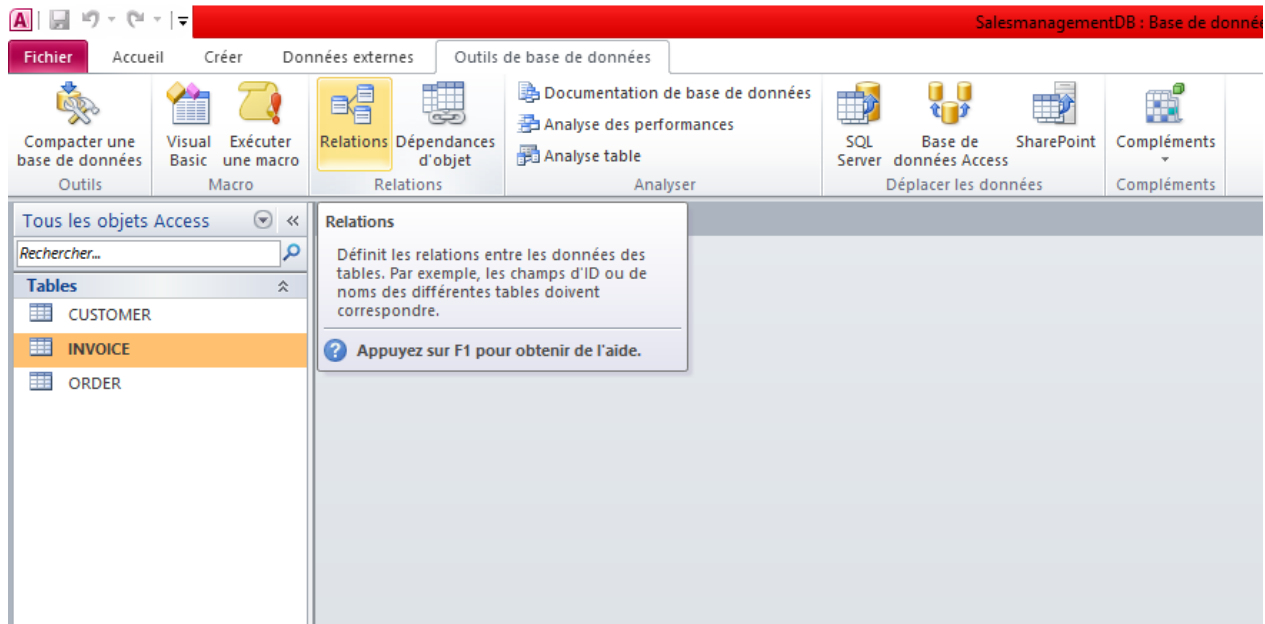 A
SalesmanagementDB : Base de donnée
Fichier Accueil Créer Données externes Outils de base de données
Compacter une base de données
Visual Basic
Exécuter une macro
Relations
Dépendances d'objet
Documentation de base de données
Analyse des performances
Analyse table
SQL Server
Base de données Access
SharePoint
Compléments
Outils Macro Relations Analyser Déplacer les données Compléments
Tous les objets Access «
Rechercher...
Tables
CUSTOMER
INVOICE
ORDER
Relations
Définit les relations entre les données des
tables. Par exemple, les champs d'ID ou de
noms des différentes tables doivent
correspondre.
? Appuyez sur F1 pour obtenir de l'aide.